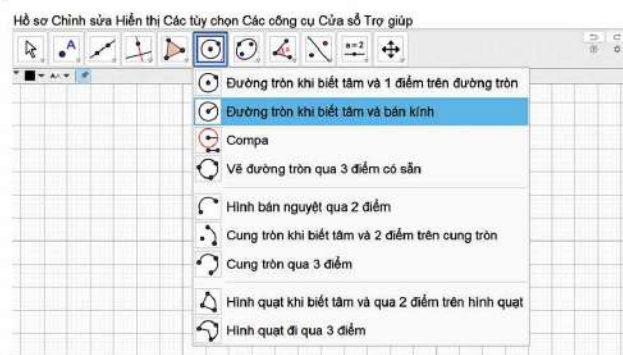 Hồ sơ Chỉnh sửa Hiển thị Các tùy chọn Các công cụ Cửa sổ Trợ giúp
A
a=2
Đường tròn khi biết tâm và 1 điểm trên đường tròn
Đường tròn khi biết tâm và bán kính
Compa
Vẽ đường tròn qua 3 điểm có sẵn
Hình bán nguyệt qua 2 điểm
Cung tròn khi biết tâm và 2 điểm trên cung tròn
Cung tròn qua 3 điểm
Hình quạt khi biết tâm và qua 2 điểm trên hình quạt
Hình quạt đi qua 3 điểm